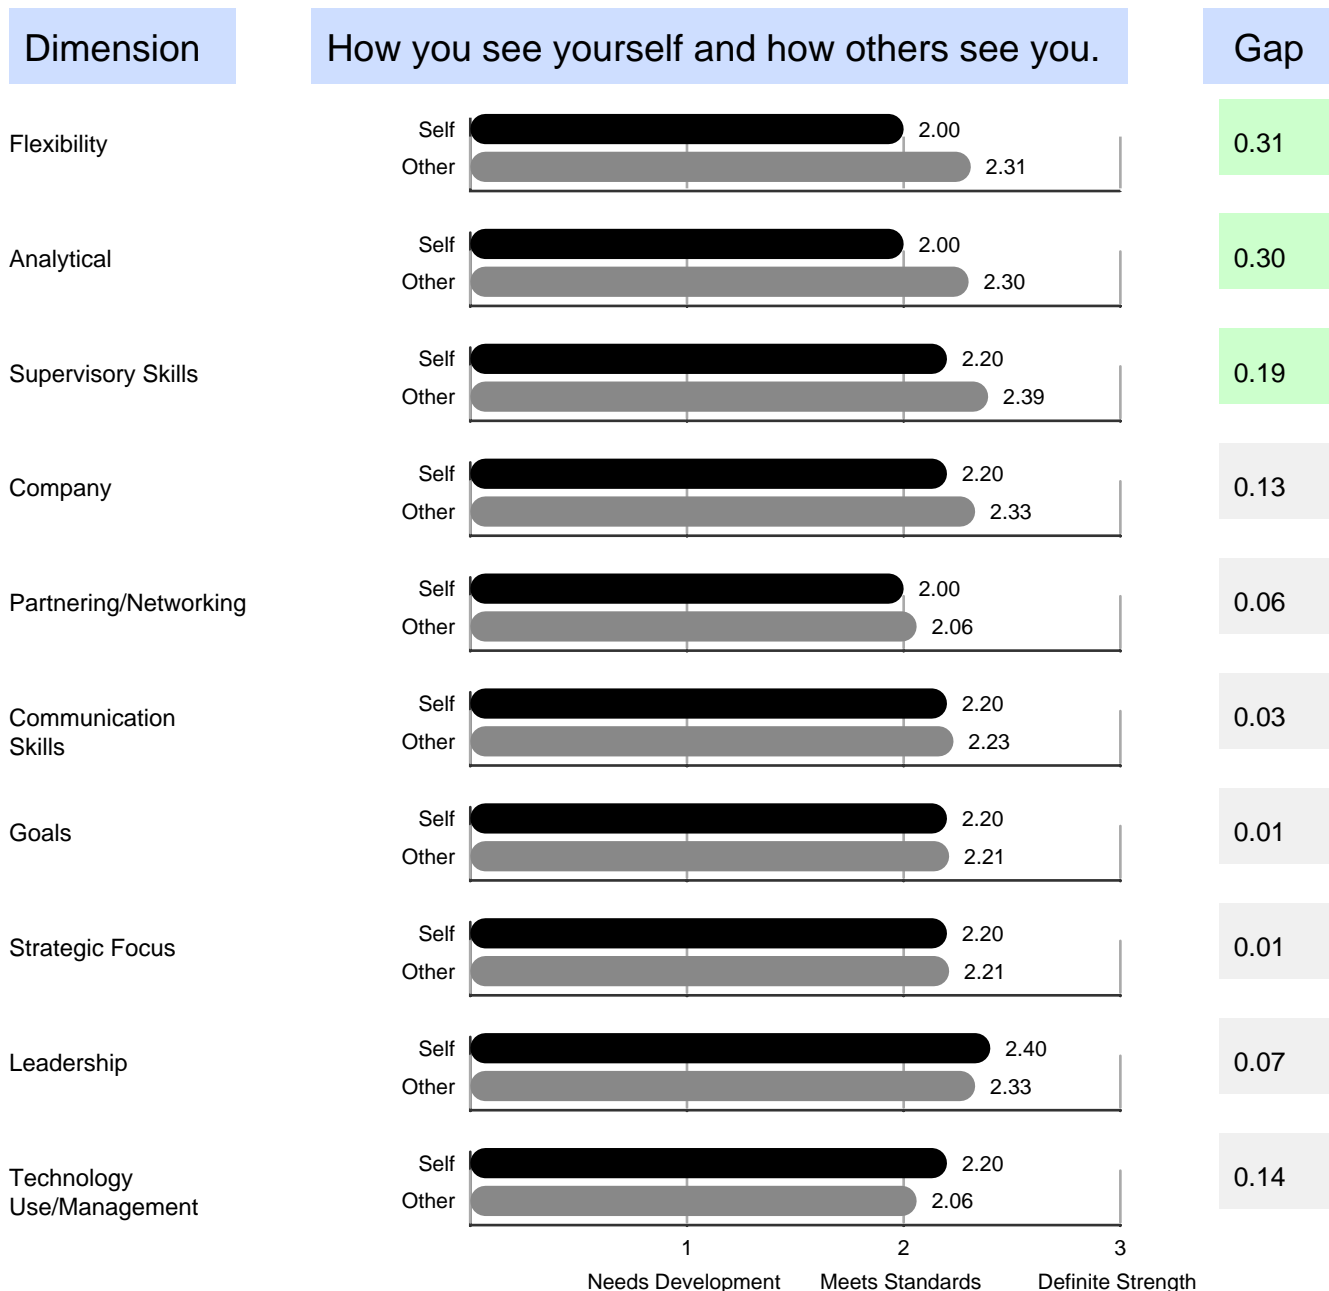 Dimension
How you see yourself and how others see you.
Gap
Flexibility
Self
2.00
Other
2.31
0.31
Analytical
Self
2.00
Other
2.30
0.30
Supervisory Skills
Self
2.20
Other
2.39
0.19
Company
Self
2.20
Other
2.33
0.13
Partnering/Networking
Self
2.00
Other
2.06
0.06
Communication
Skills
Self
2.20
Other
2.23
0.03
Goals
Self
2.20
Other
2.21
0.01
Strategic Focus
Self
2.20
Other
2.21
0.01
Leadership
Self
2.40
Other
2.33
0.07
Technology
Use/Management
Self
2.20
Other
2.06
0.14
1
2
3
Needs Development
Meets Standards
Definite Strength